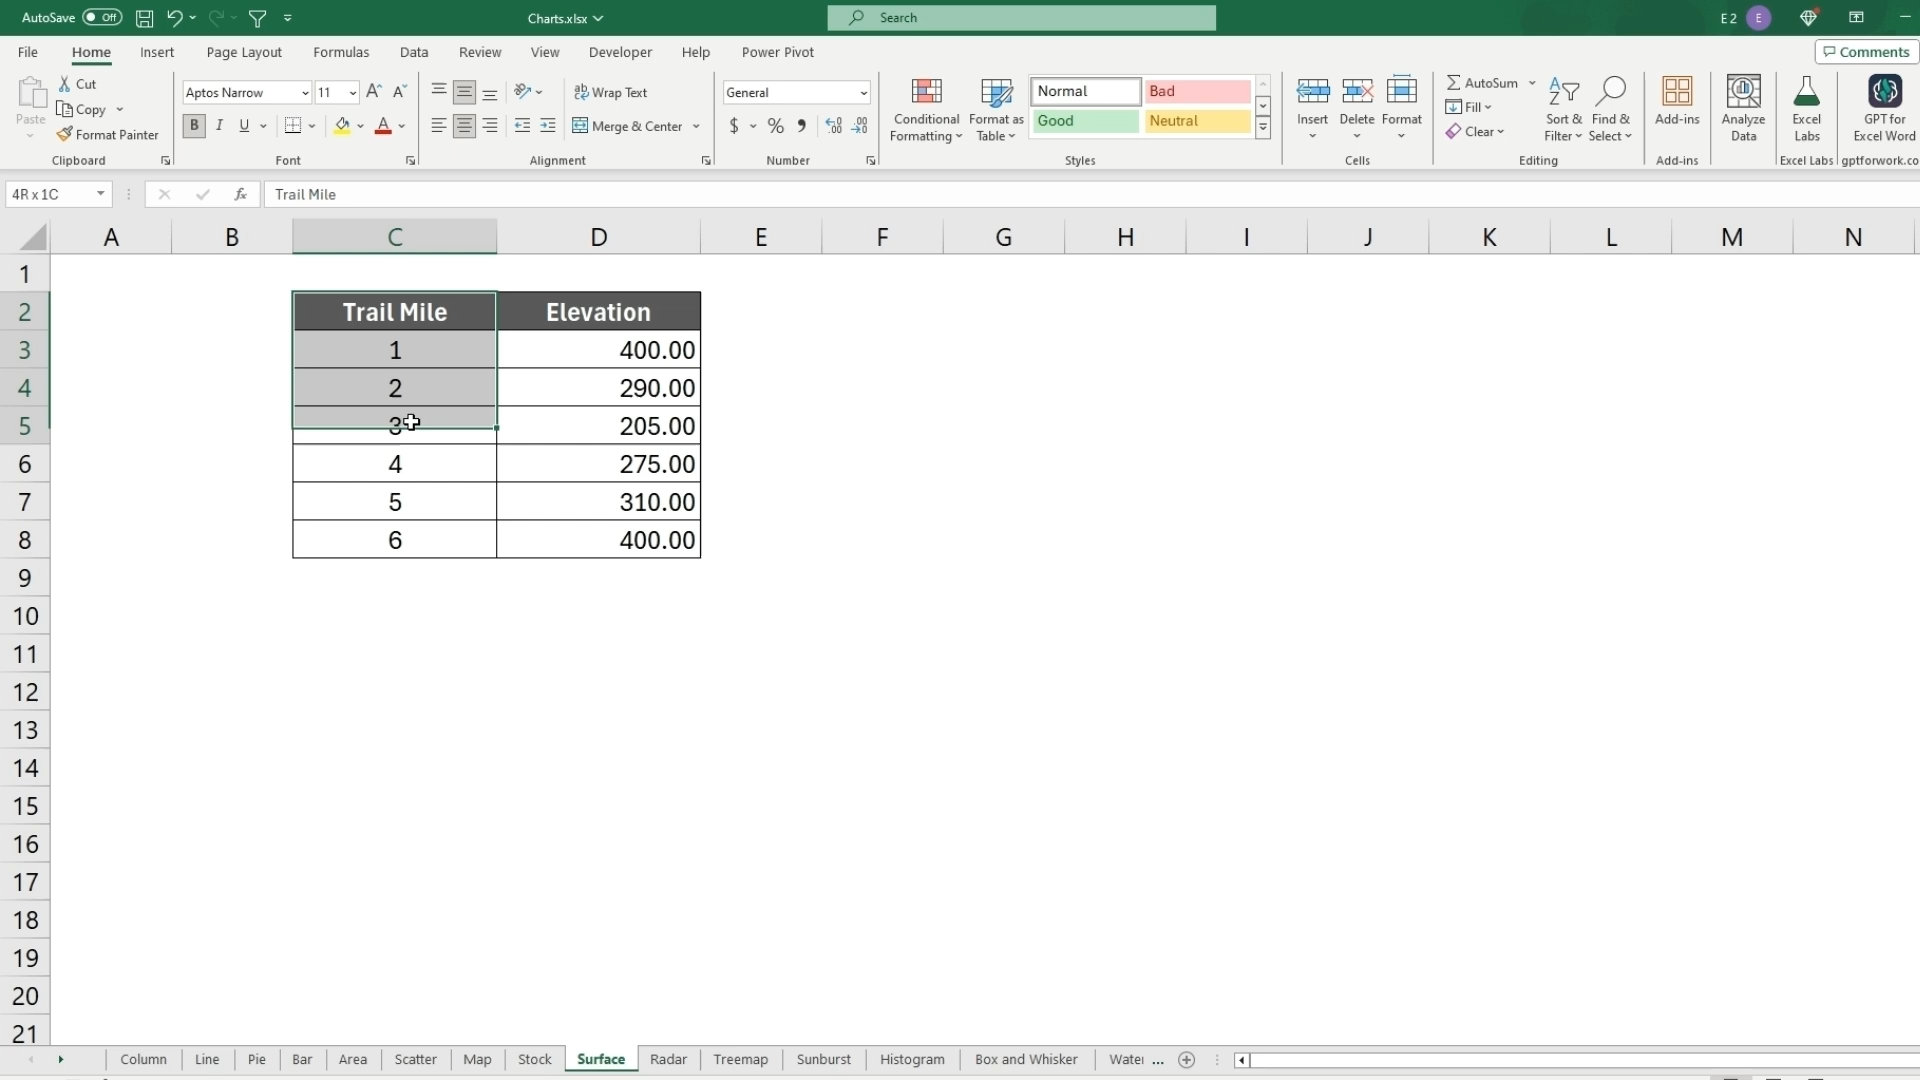 AutoSave Off Charts.xlsx Search E 2 E
File Home Insert Page Layout Formulas Data Review View Developer Help Power Pivot Comments
Paste Cut Copy Format Painter Clipboard
Aptos Narrow 11 A A B I U A Font
ab Wrap Text Merge & Center Alignment
General $ % , Number
Conditional Formatting Format as Table Normal Bad Good Neutral Styles
Insert Delete Format Cells
AutoSum Fill Clear Sort & Filter Find & Select Editing
Add-ins Add-ins
Analyze Data
Excel Labs Excel Labs
GPT for Excel Word gptforwork.co
4R x 1C fx Trail Mile
A B C D E F G H I J K L M N
1
2 Trail Mile Elevation
3 1 400.00
4 2 290.00
5 3 205.00
6 4 275.00
7 5 310.00
8 6 400.00
9
10
11
12
13
14
15
16
17
18
19
20
21
Column Line Pie Bar Area Scatter Map Stock Surface Radar Treemap Sunburst Histogram Box and Whisker Water ...